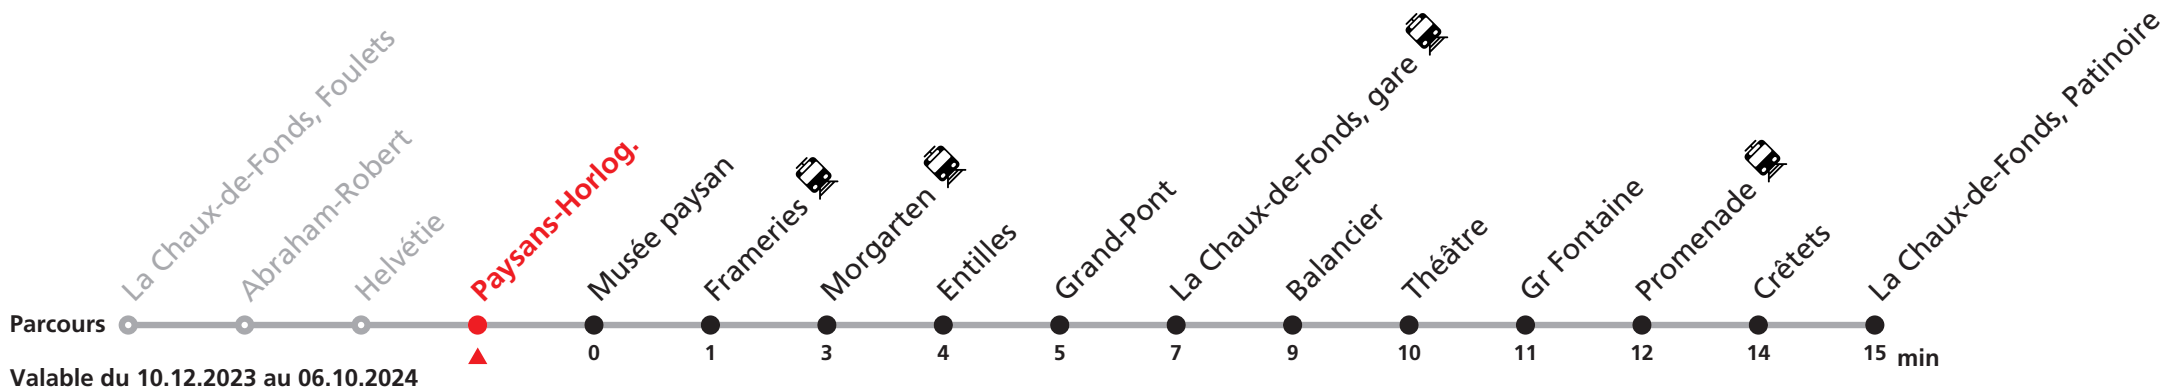 La Chaux-de-Fonds, Foulets
Abraham-Robert
Helvétie
Paysans-Horlog.
Musée paysan
Frameries
Morgarten
Entilles
Grand-Pont
La Chaux-de-Fonds, gare
Balancier
Théâtre
Gr Fontaine
Promenade
Crêtets
La Chaux-de-Fonds, Patinoire
Parcours
0 1 3 4 5 7 9 10 11 12 14 15 min
Valable du 10.12.2023 au 06.10.2024